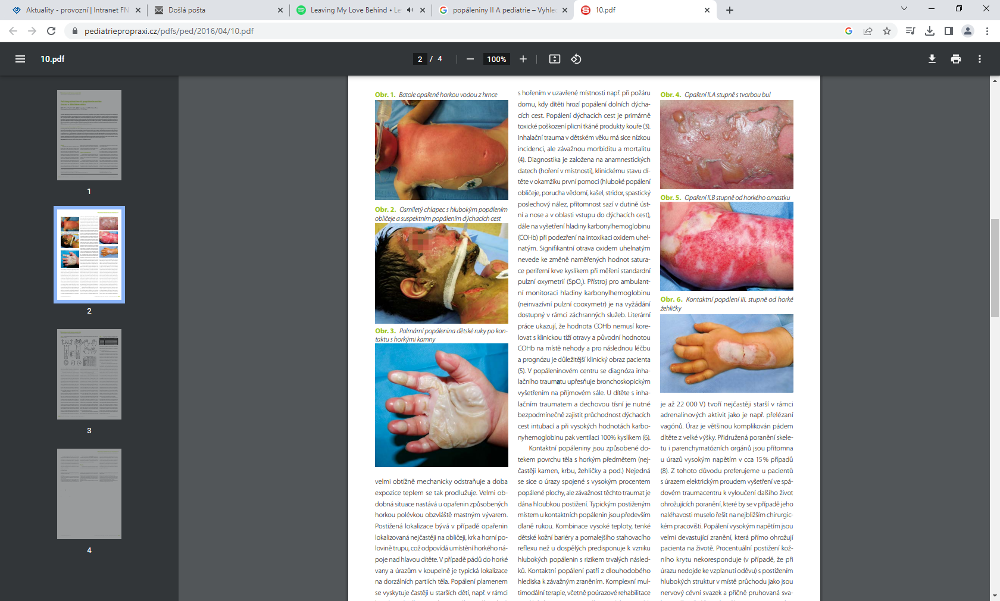 Aktuality - provozní | Intranet FN
Došlá pošta
Leaving My Love Behind • Le
popáleniny II A pediatrie – Vyhle
10.pdf
pediatriepropraxi.cz/pdfs/ped/2016/04/10.pdf
10.pdf
2 / 4
100%
1
2
3
4
Obr. 1. Batole opařené horkou vodou z hrnce
Obr. 2. Osmiletý chlapec s hlubokým popálením
obličeje a suspektním popálením dýchacích cest
Obr. 3. Palmární popálenina dětské ruky po kon-
taktu s horkými kamny
velmi obtížně mechanicky odstraňuje a doba
expozice teplem se tak prodlužuje. Velmi ob-
dobná situace nastává u opařenin způsobených
horkou polévkou obzvláště mastným vývarem.
Postižená lokalizace bývá v případě opařenin
lokalizovaná nejčastěji na obličeji, krk a horní po-
lovině trupu, což odpovídá umístění horkého ná-
poje nad hlavou dítěte. V případě pádů do horké
vany a úrazům v koupelně je typická lokalizace
na dorzálních partiích těla. Popálení plamenem
se vyskytuje častěji u starších dětí, např. v rámci
s hořením v uzavřené místnosti např. při požáru
domu, kdy dítěti hrozí popálení dolních dýcha-
cích cest. Popálení dýchacích cest je primárně
toxické poškození plicní tkáně produkty kouře (3).
Inhalační trauma v dětském věku má sice nízkou
incidenci, ale závažnou morbiditu a mortalitu
(4). Diagnostika je založena na anamnestických
datech (hoření v místnosti), klinickému stavu dí-
těte v okamžiku první pomoci (hluboké popálení
obličeje, porucha vědomí, kašel, stridor, spastický
poslechový nález, přítomnost sazí v dutině úst-
ní a nose a v oblasti vstupu do dýchacích cest),
dále na vyšetření hladiny karbonylhemoglobinu
(COHb) při podezření na intoxikaci oxidem uhel-
natým. Signifikantní otrava oxidem uhelnatým
nevede ke změně naměřených hodnot satura-
ce periferní krve kyslíkem při měření standardní
pulzní oxymetrií (SpO2). Přístroj pro ambulant-
ní monitoraci hladiny karbonylhemoglobinu
(neinvazívní pulzní cooxymetr) je na vyžádání
dostupný v rámci záchranných služeb. Literární
práce ukazují, že hodnota COHb nemusí kore-
lovat s klinickou tíží otravy a původní hodnotou
COHb na místě nehody a pro následnou léčbu
a prognózu je důležitější klinický obraz pacienta
(5). V popáleninovém centru se diagnóza inha-
lačního traumatu upřesňuje bronchoskopickým
vyšetřením na příjmovém sále. U dítěte s inha-
lačním traumatem a dechovou tísní je nutné
bezpodmínečně zajistit průchodnost dýchacích
cest intubací a při vysokých hodnotách karbo-
nyhemoglobinu pak ventilaci 100% kyslíkem (6).
Kontaktní popáleniny jsou způsobené do-
tekem povrchu těla s horkým předmětem (nej-
častěji kamen, krbu, žehličky a pod.) Nejedná
se sice o úrazy spojené s vysokým procentem
popálené plochy, ale závažnost těchto traumat je
dána hloubkou postižení. Typickým postiženým
místem u kontaktních popálenin jsou především
dlaně rukou. Kombinace vysoké teploty, tenké
dětské kožní bariéry a pomalejšího stahovacího
reflexu než u dospělých predisponuje k vzniku
hlubokých popálenin s rizikem trvalých násled-
ků. Kontaktní popálení patří z dlouhodobého
hlediska k závažným zraněním. Komplexní mul-
timodální terapie, včetně poúrazové rehabilitace
Obr. 4. Opaření II.A stupně s tvorbou bul
Obr. 5. Opaření II.B stupně od horkého omastku
Obr. 6. Kontaktní popálení III. stupně od horké
žehličky
je až 22 000 V) tvoří nejčastěji starší v rámci
adrenalinových aktivit jako je např. přelézaní
vagónů. Úraz je většinou komplikován pádem
dítěte z velké výšky. Přidružená poranění skele-
tu i parenchymatózních orgánů jsou přítomna
u úrazů vysokým napětím v cca 15 % případů
(8). Z tohoto důvodu preferujeme u pacientů
s úrazem elektrickým proudem vyšetření ve spá-
dovém traumacentru k vyloučení dalšího život
ohrožujících poranění, které by se v případě jeho
naléhavosti muselo řešit na nejbližším chirurgic-
kém pracovišti. Popálení vysokým napětím jsou
velmi devastující zranění, která přímo ohrožují
pacienta na životě. Procentuální postižení kož-
ního krytu nekoresponduje (v případě, že při
úrazu nedojde ke vzplanutí oděvu) s postižením
hlubokých struktur v místě průchodu jako jsou
nervový cévní svazek a příčně pruhovaná sva-